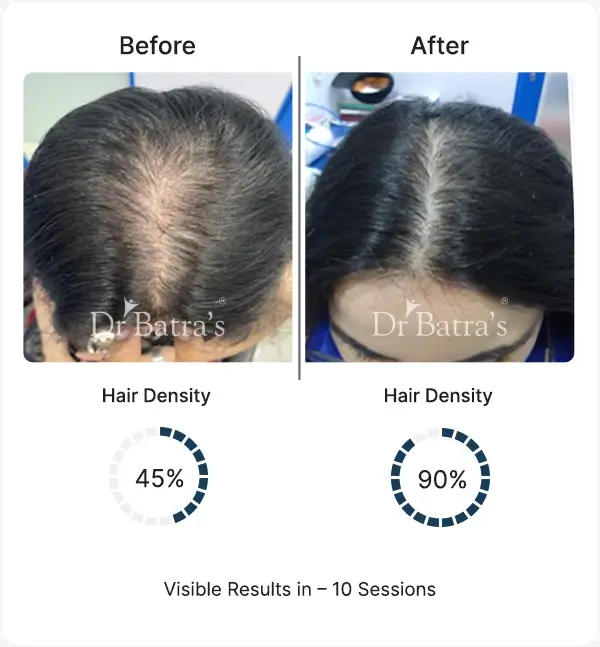 Before
After
Dr Batra's®
Dr Batra's®
Hair Density
Hair Density
45%
90%
Visible Results in – 10 Sessions